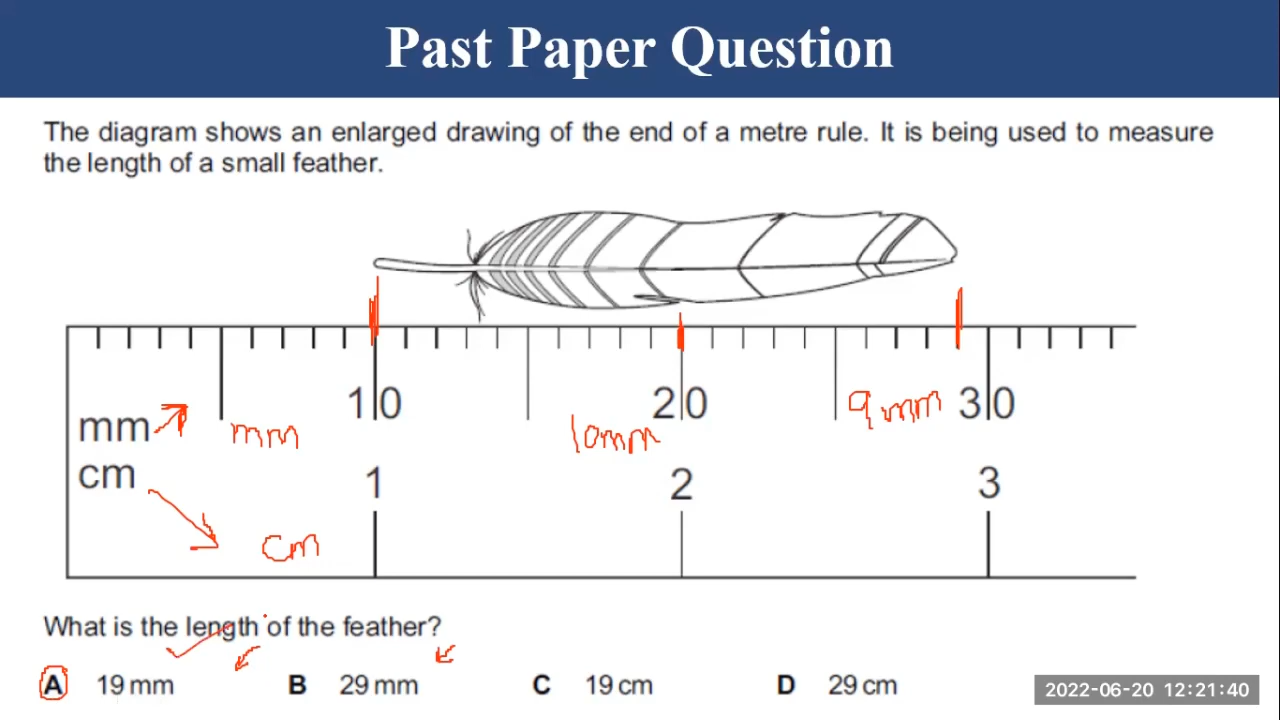 Past Paper Question
The diagram shows an enlarged drawing of the end of a metre rule. It is being used to measure
the length of a small feather.
10 20 30
9 mm
mm
mm 10mm
cm
1 2 3
cm
What is the length of the feather?
A 19 mm B 29 mm C 19 cm D 29 cm
2022-06-20 12:21:40